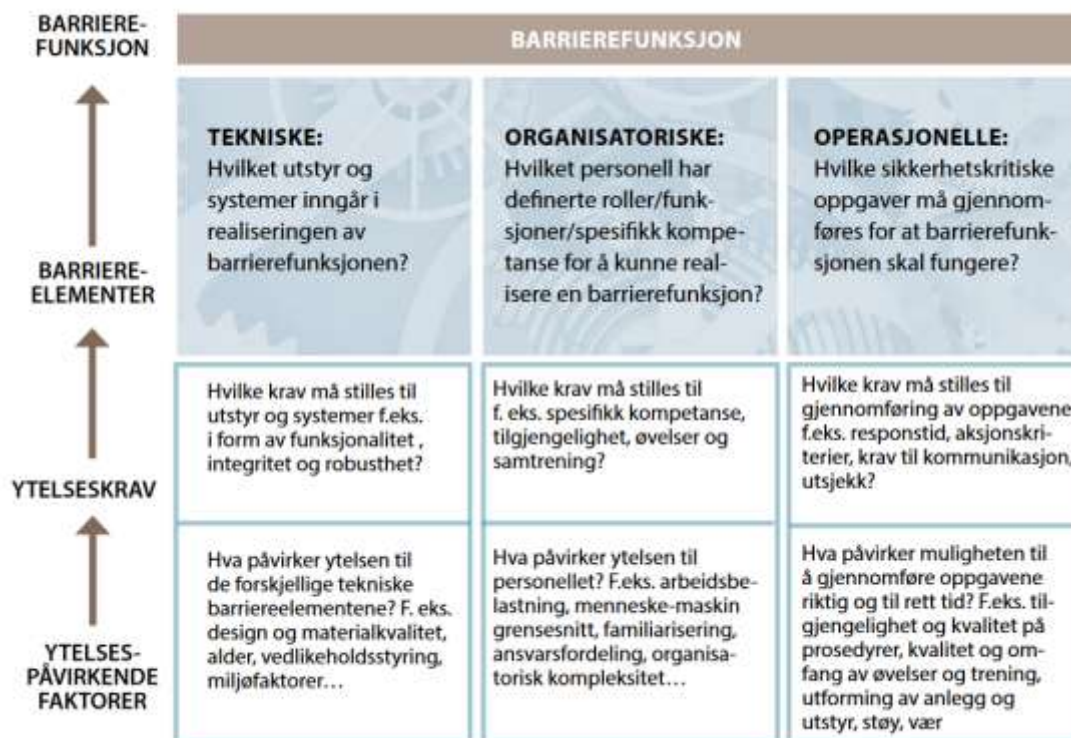 BARRIERE-
FUNKSJON
BARRIEREFUNKSJON
BARRIERE-
ELEMENTER
TEKNISKE:
Hvilket utstyr og
systemer inngår i
realiseringen av
barrierefunksjonen?
ORGANISATORISKE:
Hvilket personell har
definerte roller/funk-
sjoner/spesifikk kompe-
tanse for å kunne real-
isere en barrierefunksjon?
OPERASJONELLE:
Hvilke sikkerhetskritiske
oppgaver må gjennom-
føres for at barrierefunk-
sjonen skal fungere?
YTELSESKRAV
Hvilke krav må stilles til
utstyr og systemer f.eks.
i form av funksjonalitet ,
integritet og robusthet?
Hvilke krav må stilles til
f. eks. spesifikk kompetanse,
tilgjengelighet, øvelser og
samtrening?
Hvilke krav må stilles til
gjennomføring av oppgavene
f.eks. responstid, aksjonskri-
terier, krav til kommunikasjon,
utsjekk?
YTELSES-
PÅVIRKENDE
FAKTORER
Hva påvirker ytelsen til
de forskjellige tekniske
barriereelementene? F. eks.
design og materialkvalitet,
alder, vedlikeholdsstyring,
miljøfaktorer…
Hva påvirker ytelsen til
personellet? F.eks. arbeidsbe-
lastning, menneske-maskin
grensesnitt, familiarisering,
ansvarsfordeling, organisa-
torisk kompleksitet…
Hva påvirker muligheten til
å gjennomføre oppgavene
riktig og til rett tid? F.eks. til-
gjengelighet og kvalitet på
prosedyrer, kvalitet og om-
fang av øvelser og trening,
utforming av anlegg og
utstyr, støy, vær